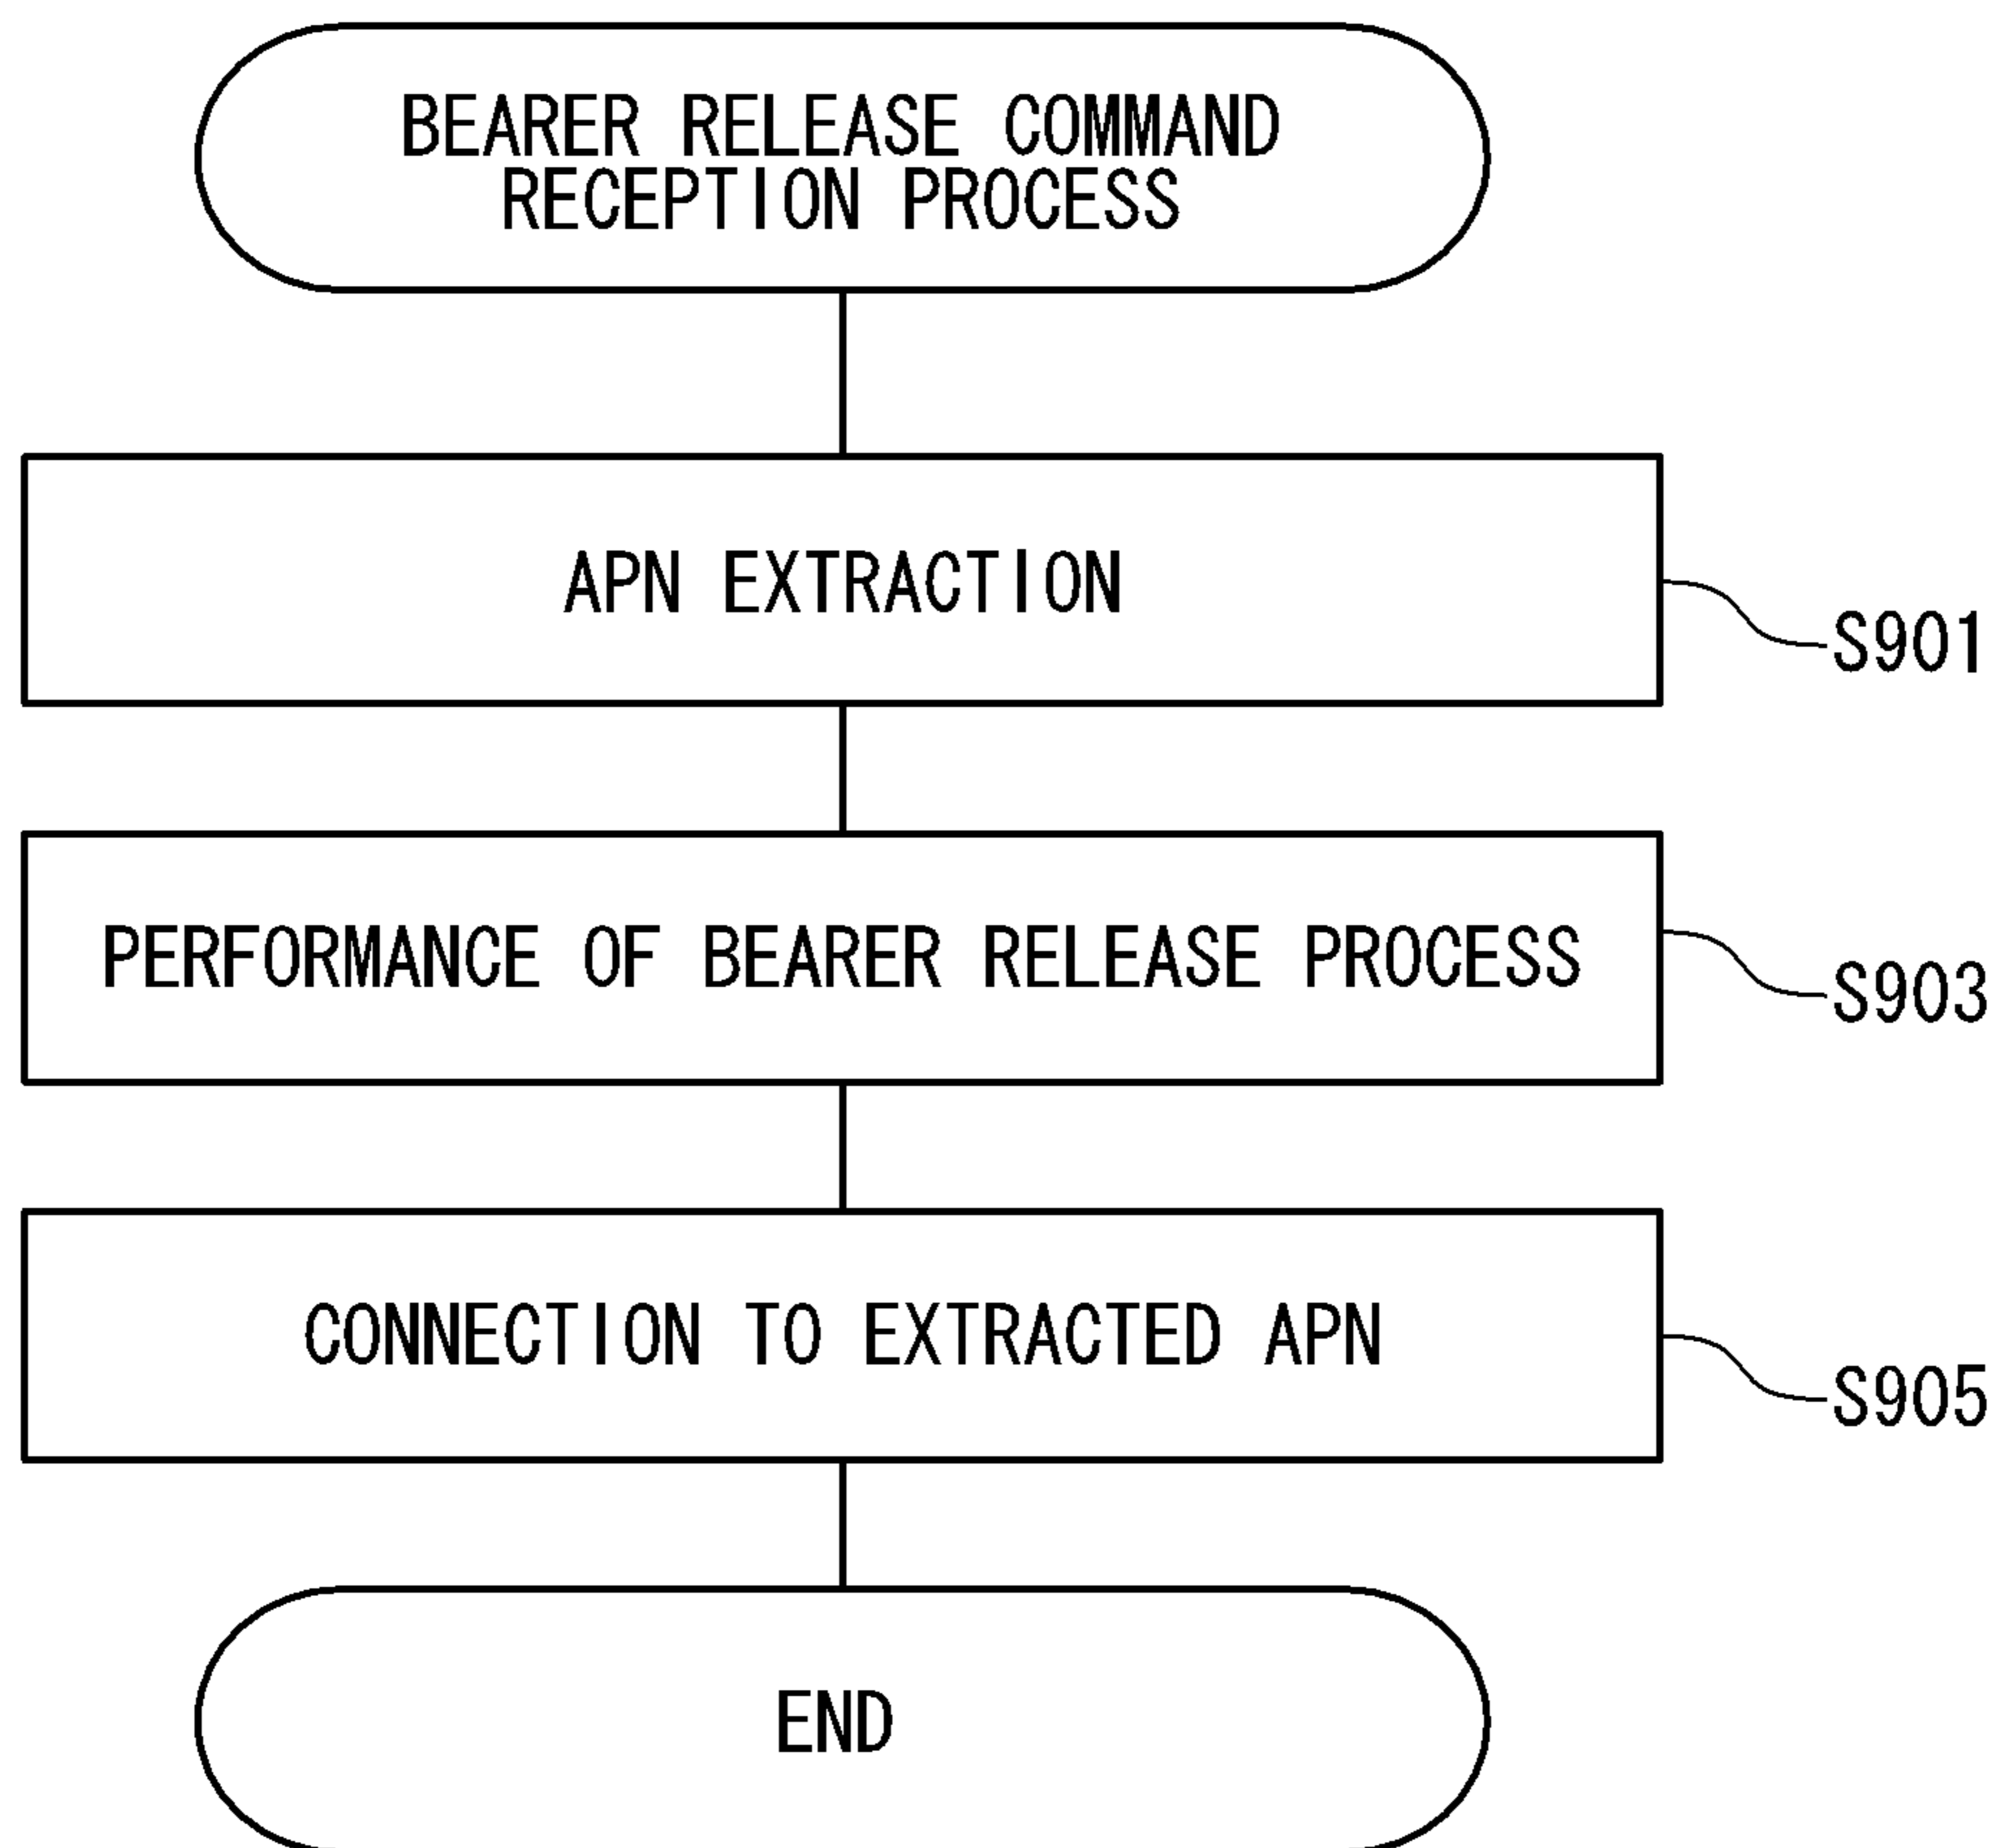 BEARER RELEASE COMMAND
RECEPTION PROCESS
APN EXTRACTION
S901
PERFORMANCE OF BEARER RELEASE PROCESS
S903
CONNECTION TO EXTRACTED APN
S905
END